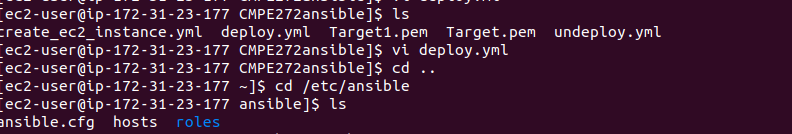 [ec2-user@ip-172-31-23-177 CMPE272ansible]$ ls
create_ec2_instance.yml deploy.yml Target1.pem Target.pem undeploy.yml
[ec2-user@ip-172-31-23-177 CMPE272ansible]$ vi deploy.yml
[ec2-user@ip-172-31-23-177 CMPE272ansible]$ cd ..
[ec2-user@ip-172-31-23-177 ~]$ cd /etc/ansible
[ec2-user@ip-172-31-23-177 ansible]$ ls
ansible.cfg hosts roles